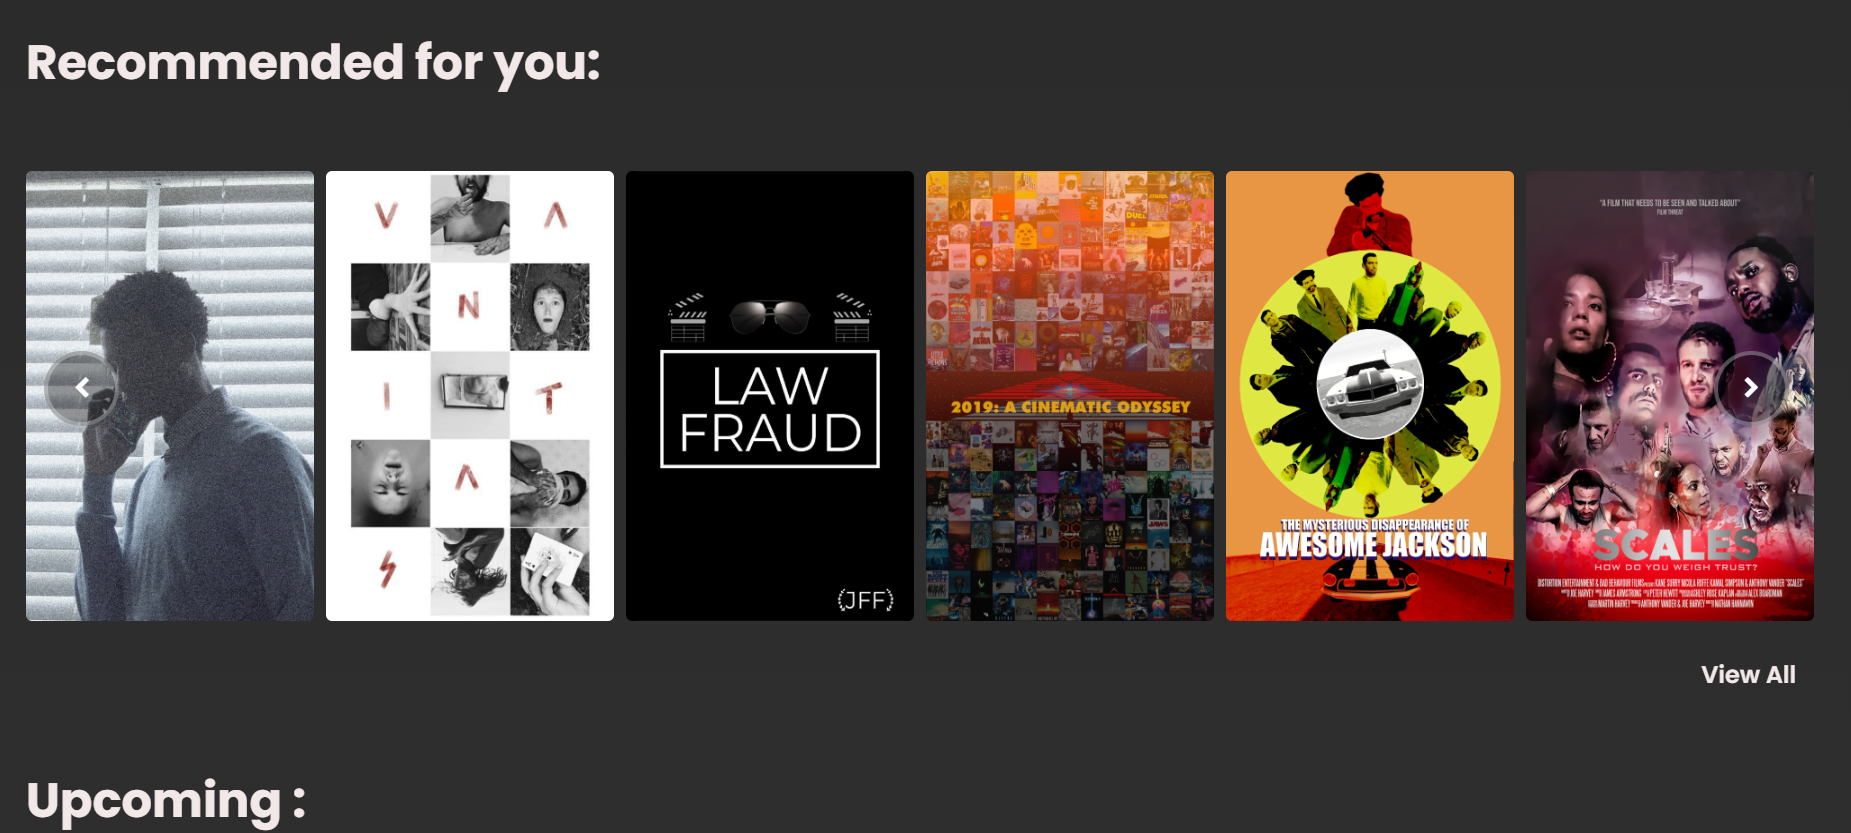 Recommended for you:
V A
N
I T
A
S
LAW
FRAUD
(JFF)
2019: A CINEMATIC ODYSSEY
THE MYSTERIOUS DISAPPEARANCE OF
AWESOME JACKSON
"A FILM THAT NEEDS TO BE SEEN AND TALKED ABOUT"
FILM THREAT
SCALES
HOW DO YOU WEIGH TRUST?
View All
Upcoming :